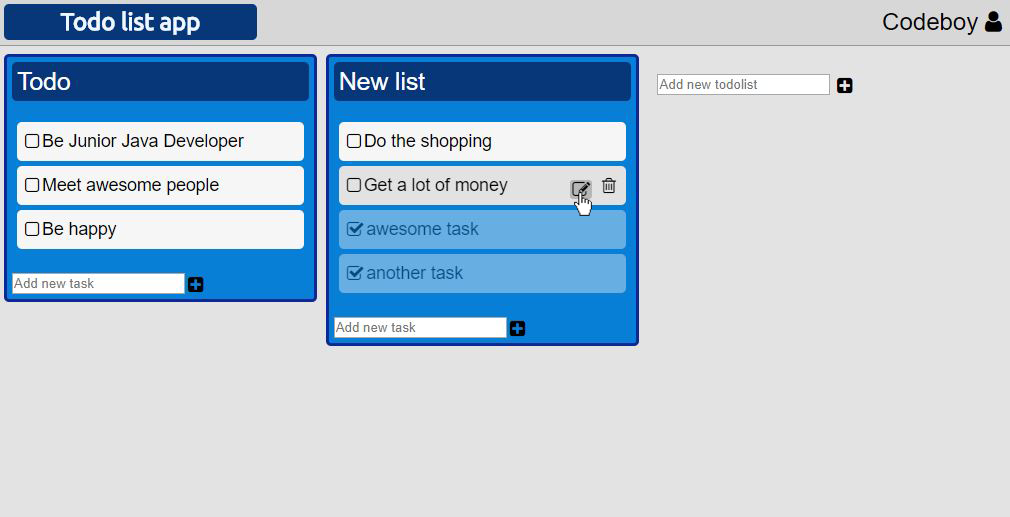 Todo list app
Codeboy
Todo
Be Junior Java Developer
Meet awesome people
Be happy
Add new task
New list
Do the shopping
Get a lot of money
awesome task
another task
Add new task
Add new todolist